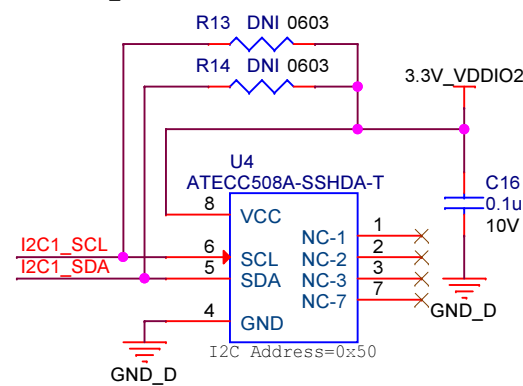 R13 DNI 0603
R14 DNI 0603
3.3V_VDDIO2
U4
ATECC508A-SSHDA-T
C16
0.1u
10V
8 VCC
I2C1_SCL 6 SCL
I2C1_SDA 5 SDA
4 GND
NC-1 1
NC-2 2
NC-3 3
NC-7 7
GND_D
I2C Address=0x50
GND_D